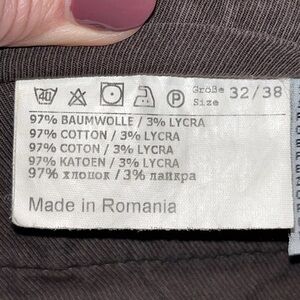 Größe 32/38
Size
97% BAUMWOLLE / 3% LYCRA
97% COTTON / 3% LYCRA
97% COTON / 3% LYCRA
97% KATOEN / 3% LYCRA
97% хлопок / 3% лайкра
Made in Romania